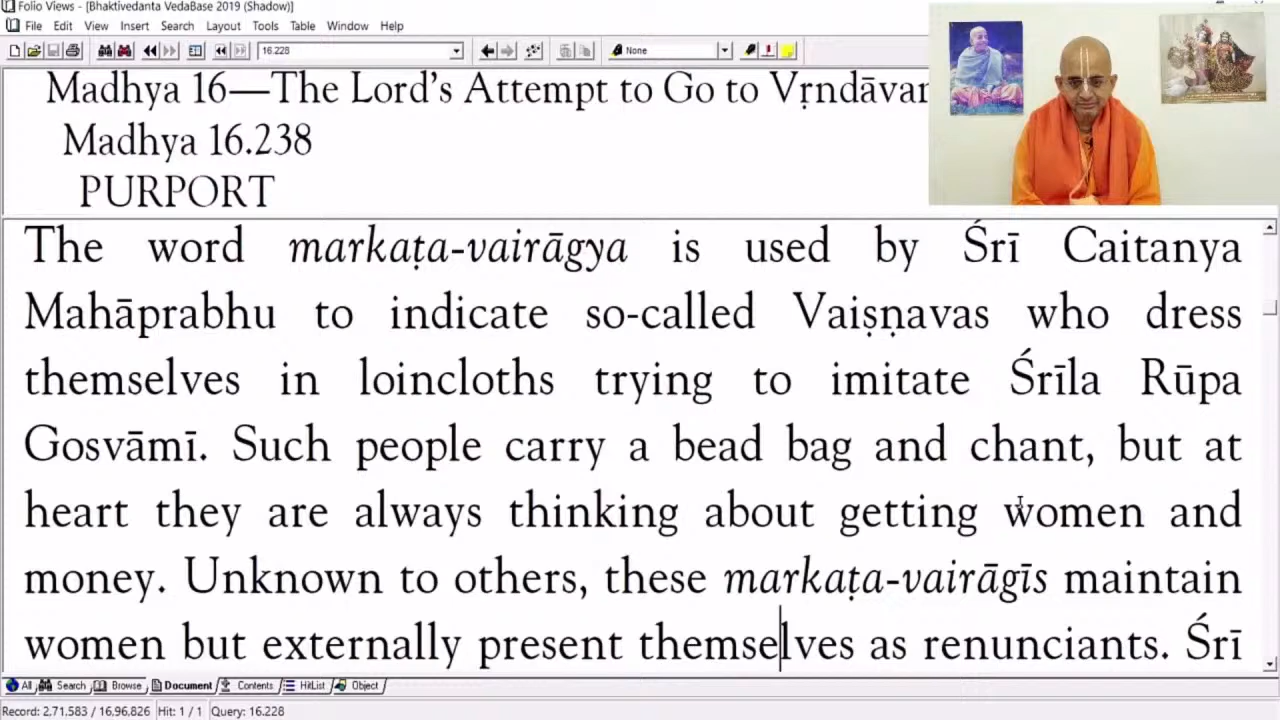 Folio Views - [Bhaktivedanta VedaBase 2019 (Shadow)]
File Edit View Insert Search Layout Tools Table Window Help
16.228 None
Madhya 16—The Lord's Attempt to Go to Vṛndāvan
Madhya 16.238
PURPORT
The word markaṭa-vairāgya is used by Śrī Caitanya
Mahāprabhu to indicate so-called Vaiṣṇavas who dress
themselves in loincloths trying to imitate Śrīla Rūpa
Gosvāmī. Such people carry a bead bag and chant, but at
heart they are always thinking about getting women and
money. Unknown to others, these markaṭa-vairāgīs maintain
women but externally present themselves as renunciants. Śrī
All Search Browse Document Contents HitList Object
Record: 2,71,583 / 16,96,826 Hit: 1 / 1 Query: 16.228